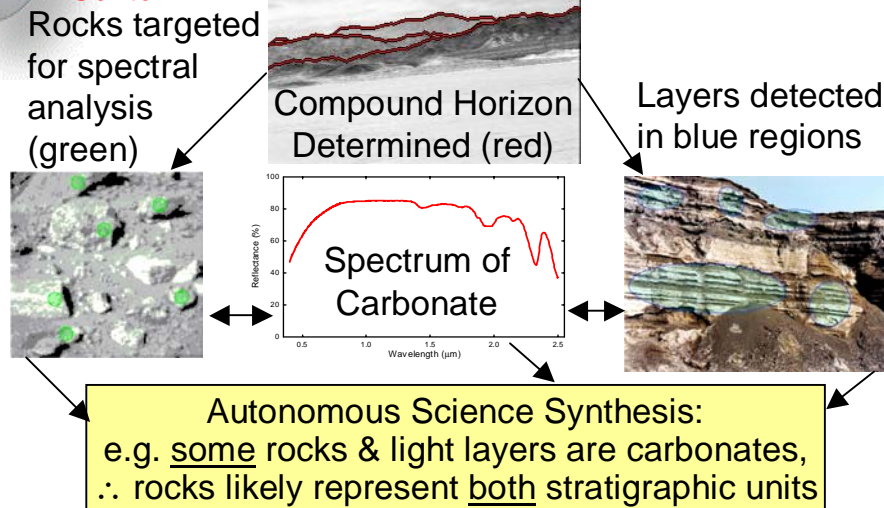 Rocks targeted
for spectral
analysis
(green)
Compound Horizon
Determined (red)
Layers detected
in blue regions
100
80
60
40
20
0
Reflectance (%)
Spectrum of
Carbonate
0.5
1.0
1.5
2.0
2.5
Wavelength (µm)
Autonomous Science Synthesis:
e.g. some rocks & light layers are carbonates,
∴ rocks likely represent both stratigraphic units